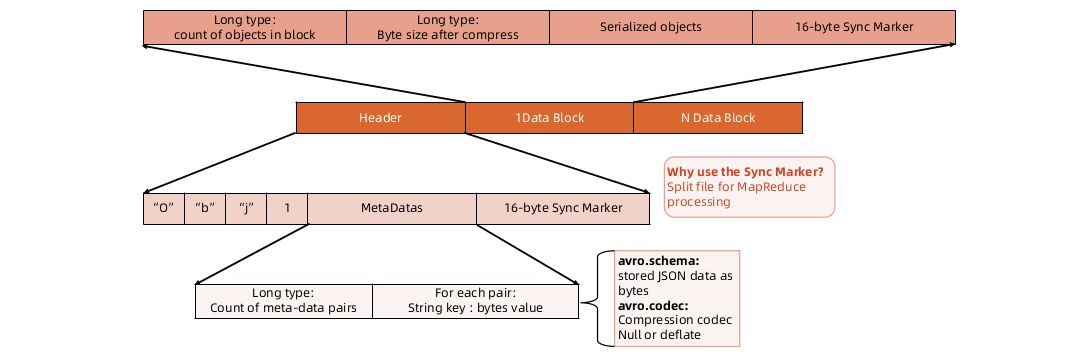 Long type:
count of objects in block
Long type:
Byte size after compress
Serialized objects
16-byte Sync Marker
Header
1Data Block
N Data Block
Why use the Sync Marker?
Split file for MapReduce
processing
“O”
“b”
“j”
1
MetaDatas
16-byte Sync Marker
Long type:
Count of meta-data pairs
For each pair:
String key : bytes value
avro.schema:
stored JSON data as
bytes
avro.codec:
Compression codec
Null or deflate